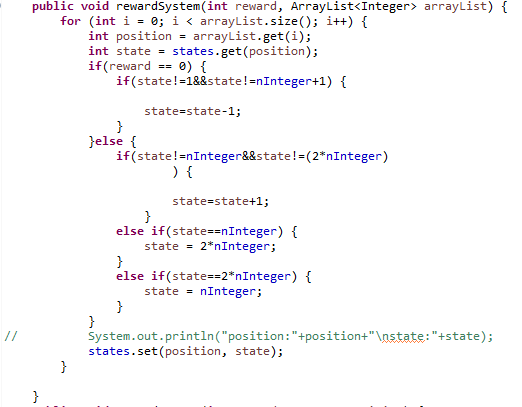 public void rewardSystem(int reward, ArrayList<Integer> arrayList) {
for (int i = 0; i < arrayList.size(); i++) {
int position = arrayList.get(i);
int state = states.get(position);
if(reward == 0) {
if(state!=1&&state!=nInteger+1) {
state=state-1;
}
}else {
if(state!=nInteger&&state!=(2*nInteger)
) {
state=state+1;
}
else if(state==nInteger) {
state = 2*nInteger;
}
else if(state==2*nInteger) {
state = nInteger;
}
}
// System.out.println("position:"+position+"\nstate:"+state);
states.set(position, state);
}
}